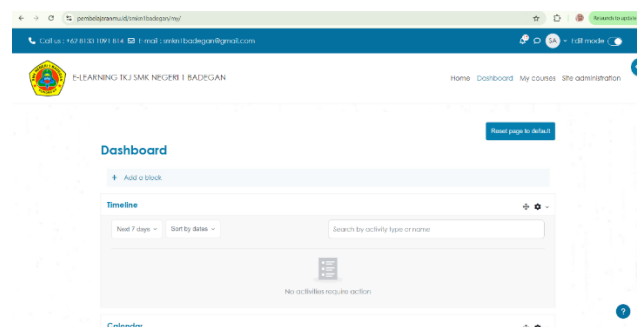 pembelajaranmu.id/smkn1badegan/my/
Relaunch to update
Call us : +62 8133 1091 814 E-mail : smkn1badegan@gmail.com
SA
Edit mode
E-LEARNING TKJ SMK NEGERI 1 BADEGAN
Home Dashboard My courses Site administration
Reset page to default
Dashboard
+ Add a block
Timeline
Next 7 days
Sort by dates
Search by activity type or name
No activities require action
Calendar
?